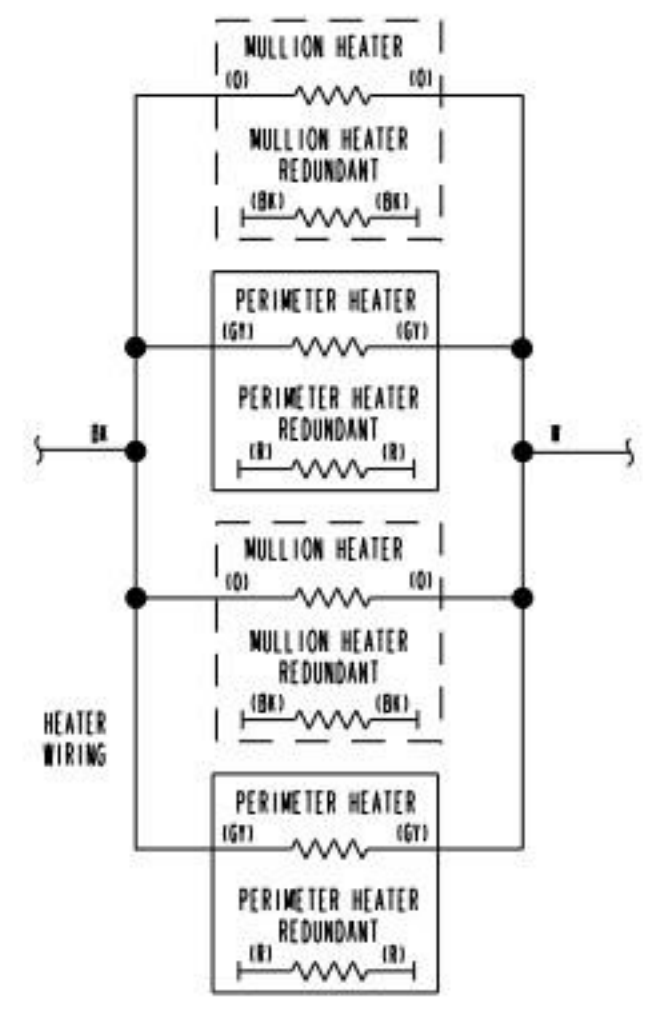 MULLION HEATER
(O) (O)
MULLION HEATER
REDUNDANT
(BK) (BK)
PERIMETER HEATER
(GY) (GY)
PERIMETER HEATER
REDUNDANT
BK W
(R) (R)
MULLION HEATER
(O) (O)
MULLION HEATER
REDUNDANT
(BK) (BK)
HEATER
WIRING
PERIMETER HEATER
(GY) (GY)
PERIMETER HEATER
REDUNDANT
(R) (R)